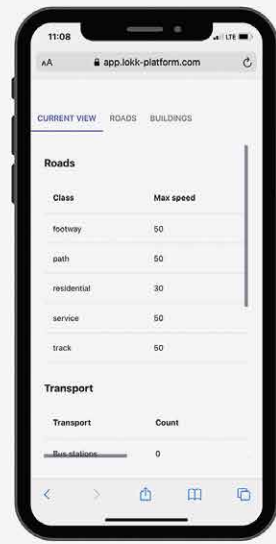 11:08 LTE
AA app.lokk-platform.com
CURRENT VIEW ROADS BUILDINGS
Roads
Class Max speed
footway 50
path 50
residential 30
service 50
track 50
Transport
Transport Count
Bus stations 0